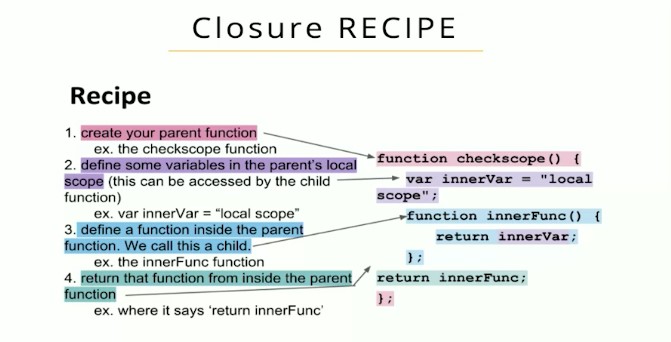 Closure RECIPE
Recipe
1. create your parent function
ex. the checkscope function
2. define some variables in the parent's local
scope (this can be accessed by the child
function)
ex. var innerVar = "local scope"
3. define a function inside the parent
function. We call this a child.
ex. the innerFunc function
4. return that function from inside the parent
function
ex. where it says 'return innerFunc'
function checkscope() {
var innerVar = "local
scope";
function innerFunc() {
return innerVar;
};
return innerFunc;
};